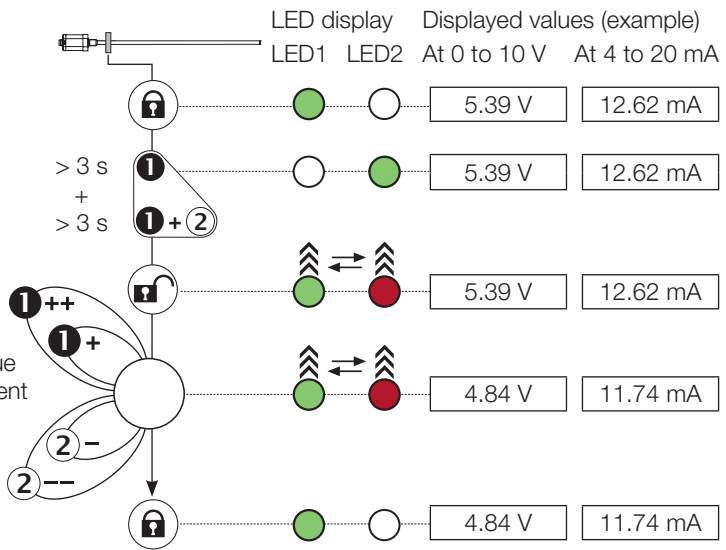 LED display Displayed values (example)
LED1 LED2 At 0 to 10 V At 4 to 20 mA
5.39 V 12.62 mA
> 3 s 1 5.39 V 12.62 mA
+
> 3 s 1 + 2
5.39 V 12.62 mA
1 ++
1 +
ue
ent
4.84 V 11.74 mA
2 –
2 ––
4.84 V 11.74 mA